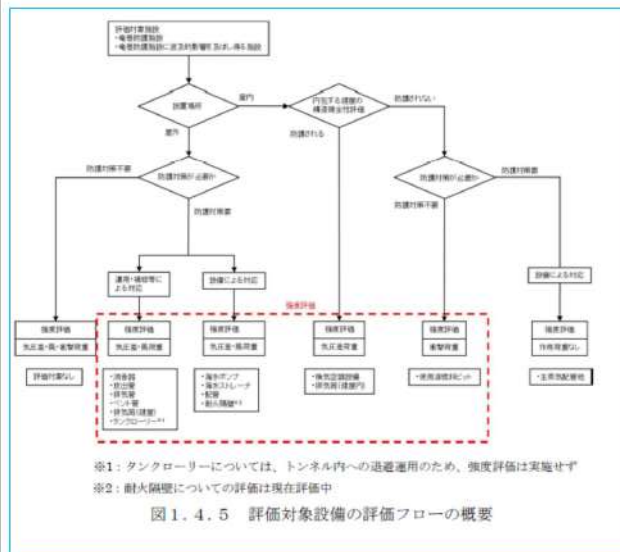 評価対象施設
・竜巻防護施設
・竜巻防護施設に波及的影響を及ぼし得る施設
設置場所
屋内
屋外
内包する建屋の
構造健全性評価
防護されない
防護される
防護対策が必要か
防護対策不要
防護対策要
防護対策が必要か
防護対策要
防護対策不要
運用・補修等に
よる対応
設備による対応
設備による対応
強度評価
強度評価
気圧差・風・衝撃荷重
評価対象なし
強度評価
気圧差・風荷重
・消音器
・放出管
・排気管
・ベント管
・排気筒(建屋)
・タンクローリー※1
強度評価
気圧差・風荷重
・海水ポンプ
・海水ストレーナ
・配管
・耐火隔壁※2
強度評価
気圧差荷重
・換気空調設備
・排気筒(建屋内)
強度評価
衝撃荷重
・使用済燃料ピット
強度評価
作用荷重なし
・主蒸気配管他
※1:タンクローリーについては、トンネル内への退避運用のため、強度評価は実施せず
※2:耐火隔壁についての評価は現在評価中
図1.4.5 評価対象設備の評価フローの概要